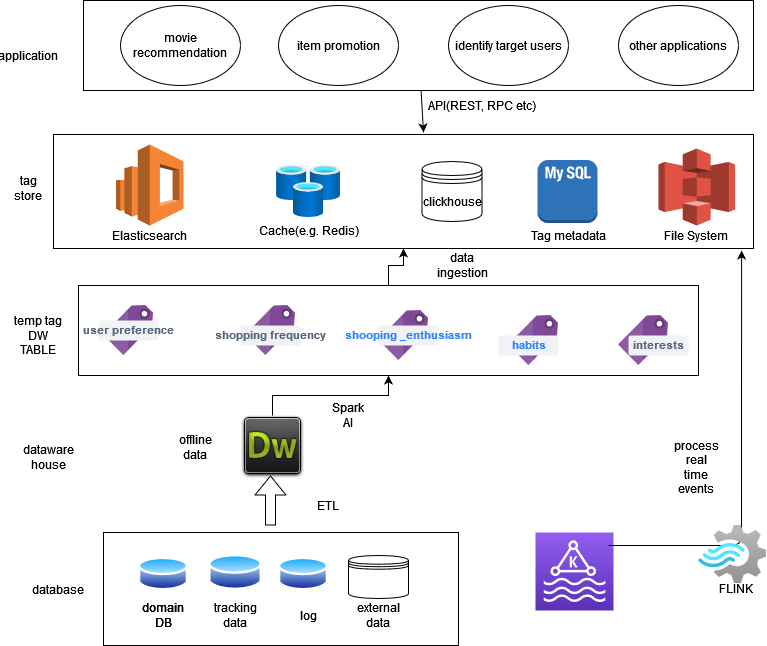 movie
recommendation
item promotion
identify target users
other applications
application
API(REST, RPC etc)
tag
store
Elasticsearch
Cache(e.g. Redis)
clickhouse
My SQL
Tag metadata
File System
data
ingestion
temp tag
DW
TABLE
user preference
shopping frequency
shooping _enthusiasm
habits
interests
Spark
AI
offline
data
Dw
dataware
house
process
real
time
events
ETL
database
domain
DB
tracking
data
log
external
data
K
FLINK